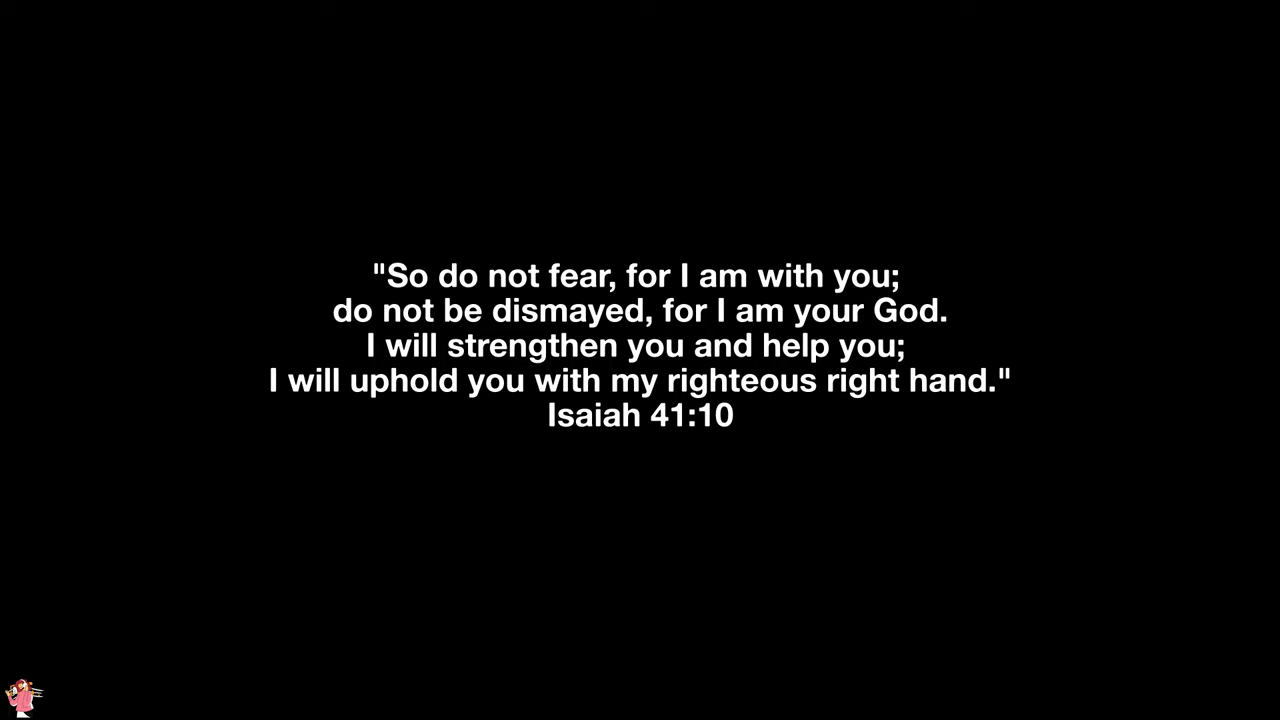 "So do not fear, for I am with you;
do not be dismayed, for I am your God.
I will strengthen you and help you;
I will uphold you with my righteous right hand."
Isaiah 41:10